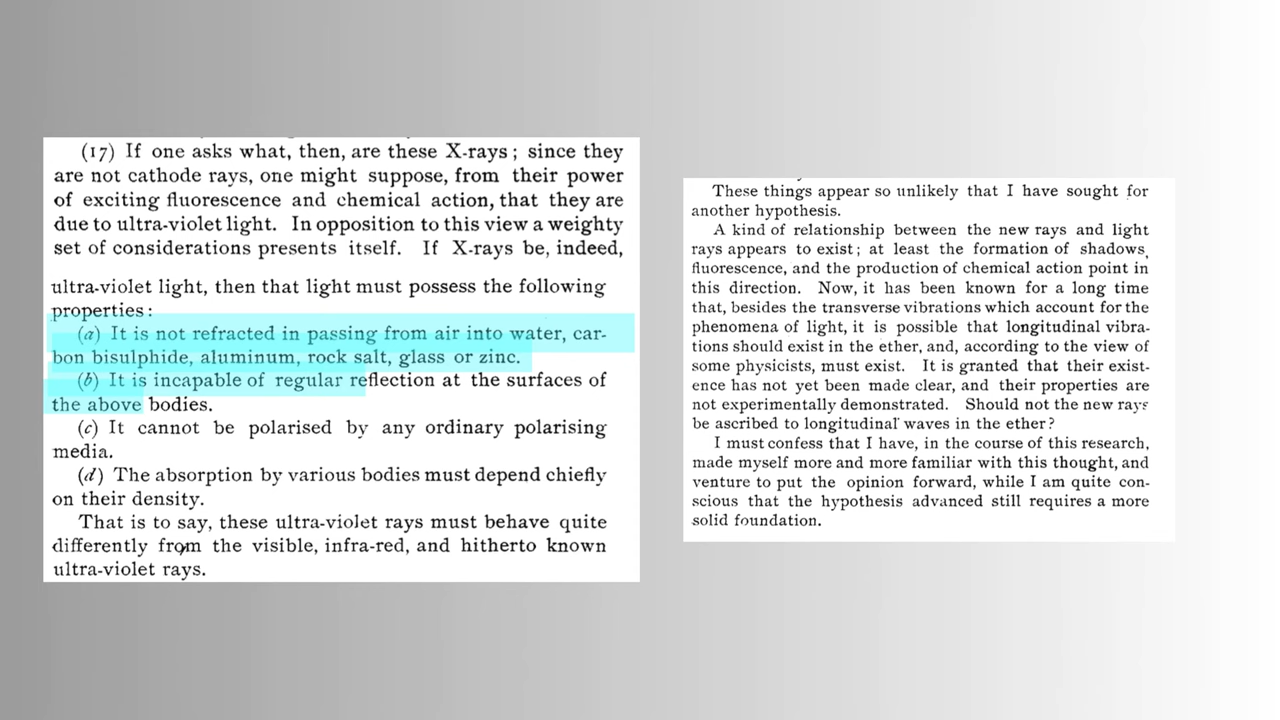 (17) If one asks what, then, are these X-rays; since they
are not cathode rays, one might suppose, from their power
of exciting fluorescence and chemical action, that they are
due to ultra-violet light. In opposition to this view a weighty
set of considerations presents itself. If X-rays be, indeed,
ultra-violet light, then that light must possess the following
properties:
(a) It is not refracted in passing from air into water, car-
bon bisulphide, aluminum, rock salt, glass or zinc.
(b) It is incapable of regular reflection at the surfaces of
the above bodies.
(c) It cannot be polarised by any ordinary polarising
media.
(d) The absorption by various bodies must depend chiefly
on their density.
That is to say, these ultra-violet rays must behave quite
differently from the visible, infra-red, and hitherto known
ultra-violet rays.
These things appear so unlikely that I have sought for
another hypothesis.
A kind of relationship between the new rays and light
rays appears to exist; at least the formation of shadows,
fluorescence, and the production of chemical action point in
this direction. Now, it has been known for a long time
that, besides the transverse vibrations which account for the
phenomena of light, it is possible that longitudinal vibra-
tions should exist in the ether, and, according to the view of
some physicists, must exist. It is granted that their exist-
ence has not yet been made clear, and their properties are
not experimentally demonstrated. Should not the new rays
be ascribed to longitudinal waves in the ether?
I must confess that I have, in the course of this research,
made myself more and more familiar with this thought, and
venture to put the opinion forward, while I am quite con-
scious that the hypothesis advanced still requires a more
solid foundation.